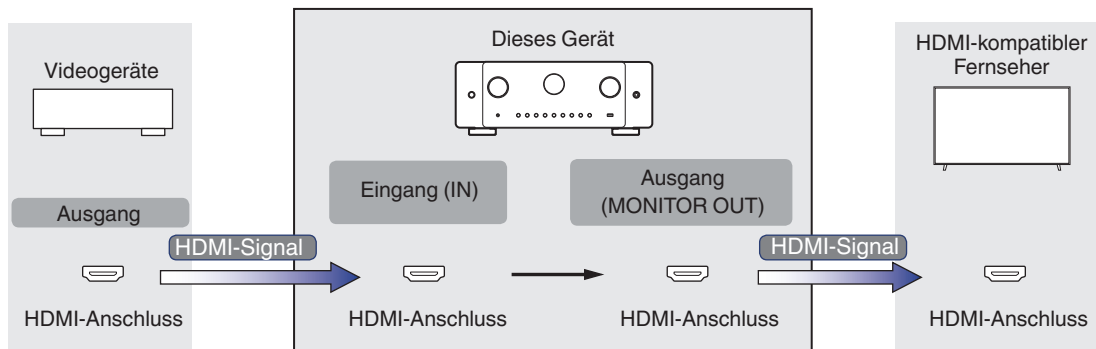 Videogeräte
Ausgang
HDMI-Signal
HDMI-Anschluss
Dieses Gerät
Eingang (IN)
HDMI-Anschluss
Ausgang
(MONITOR OUT)
HDMI-Anschluss
HDMI-Signal
HDMI-kompatibler
Fernseher
HDMI-Anschluss